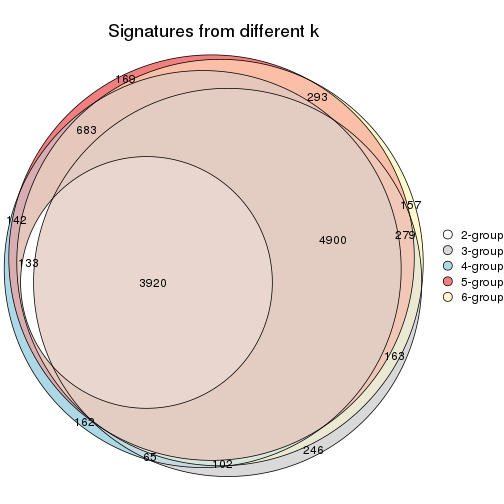 Signatures from different k
169
293
683
157
142
279
4900
133
3920
163
162
65
102
246
2-group
3-group
4-group
5-group
6-group